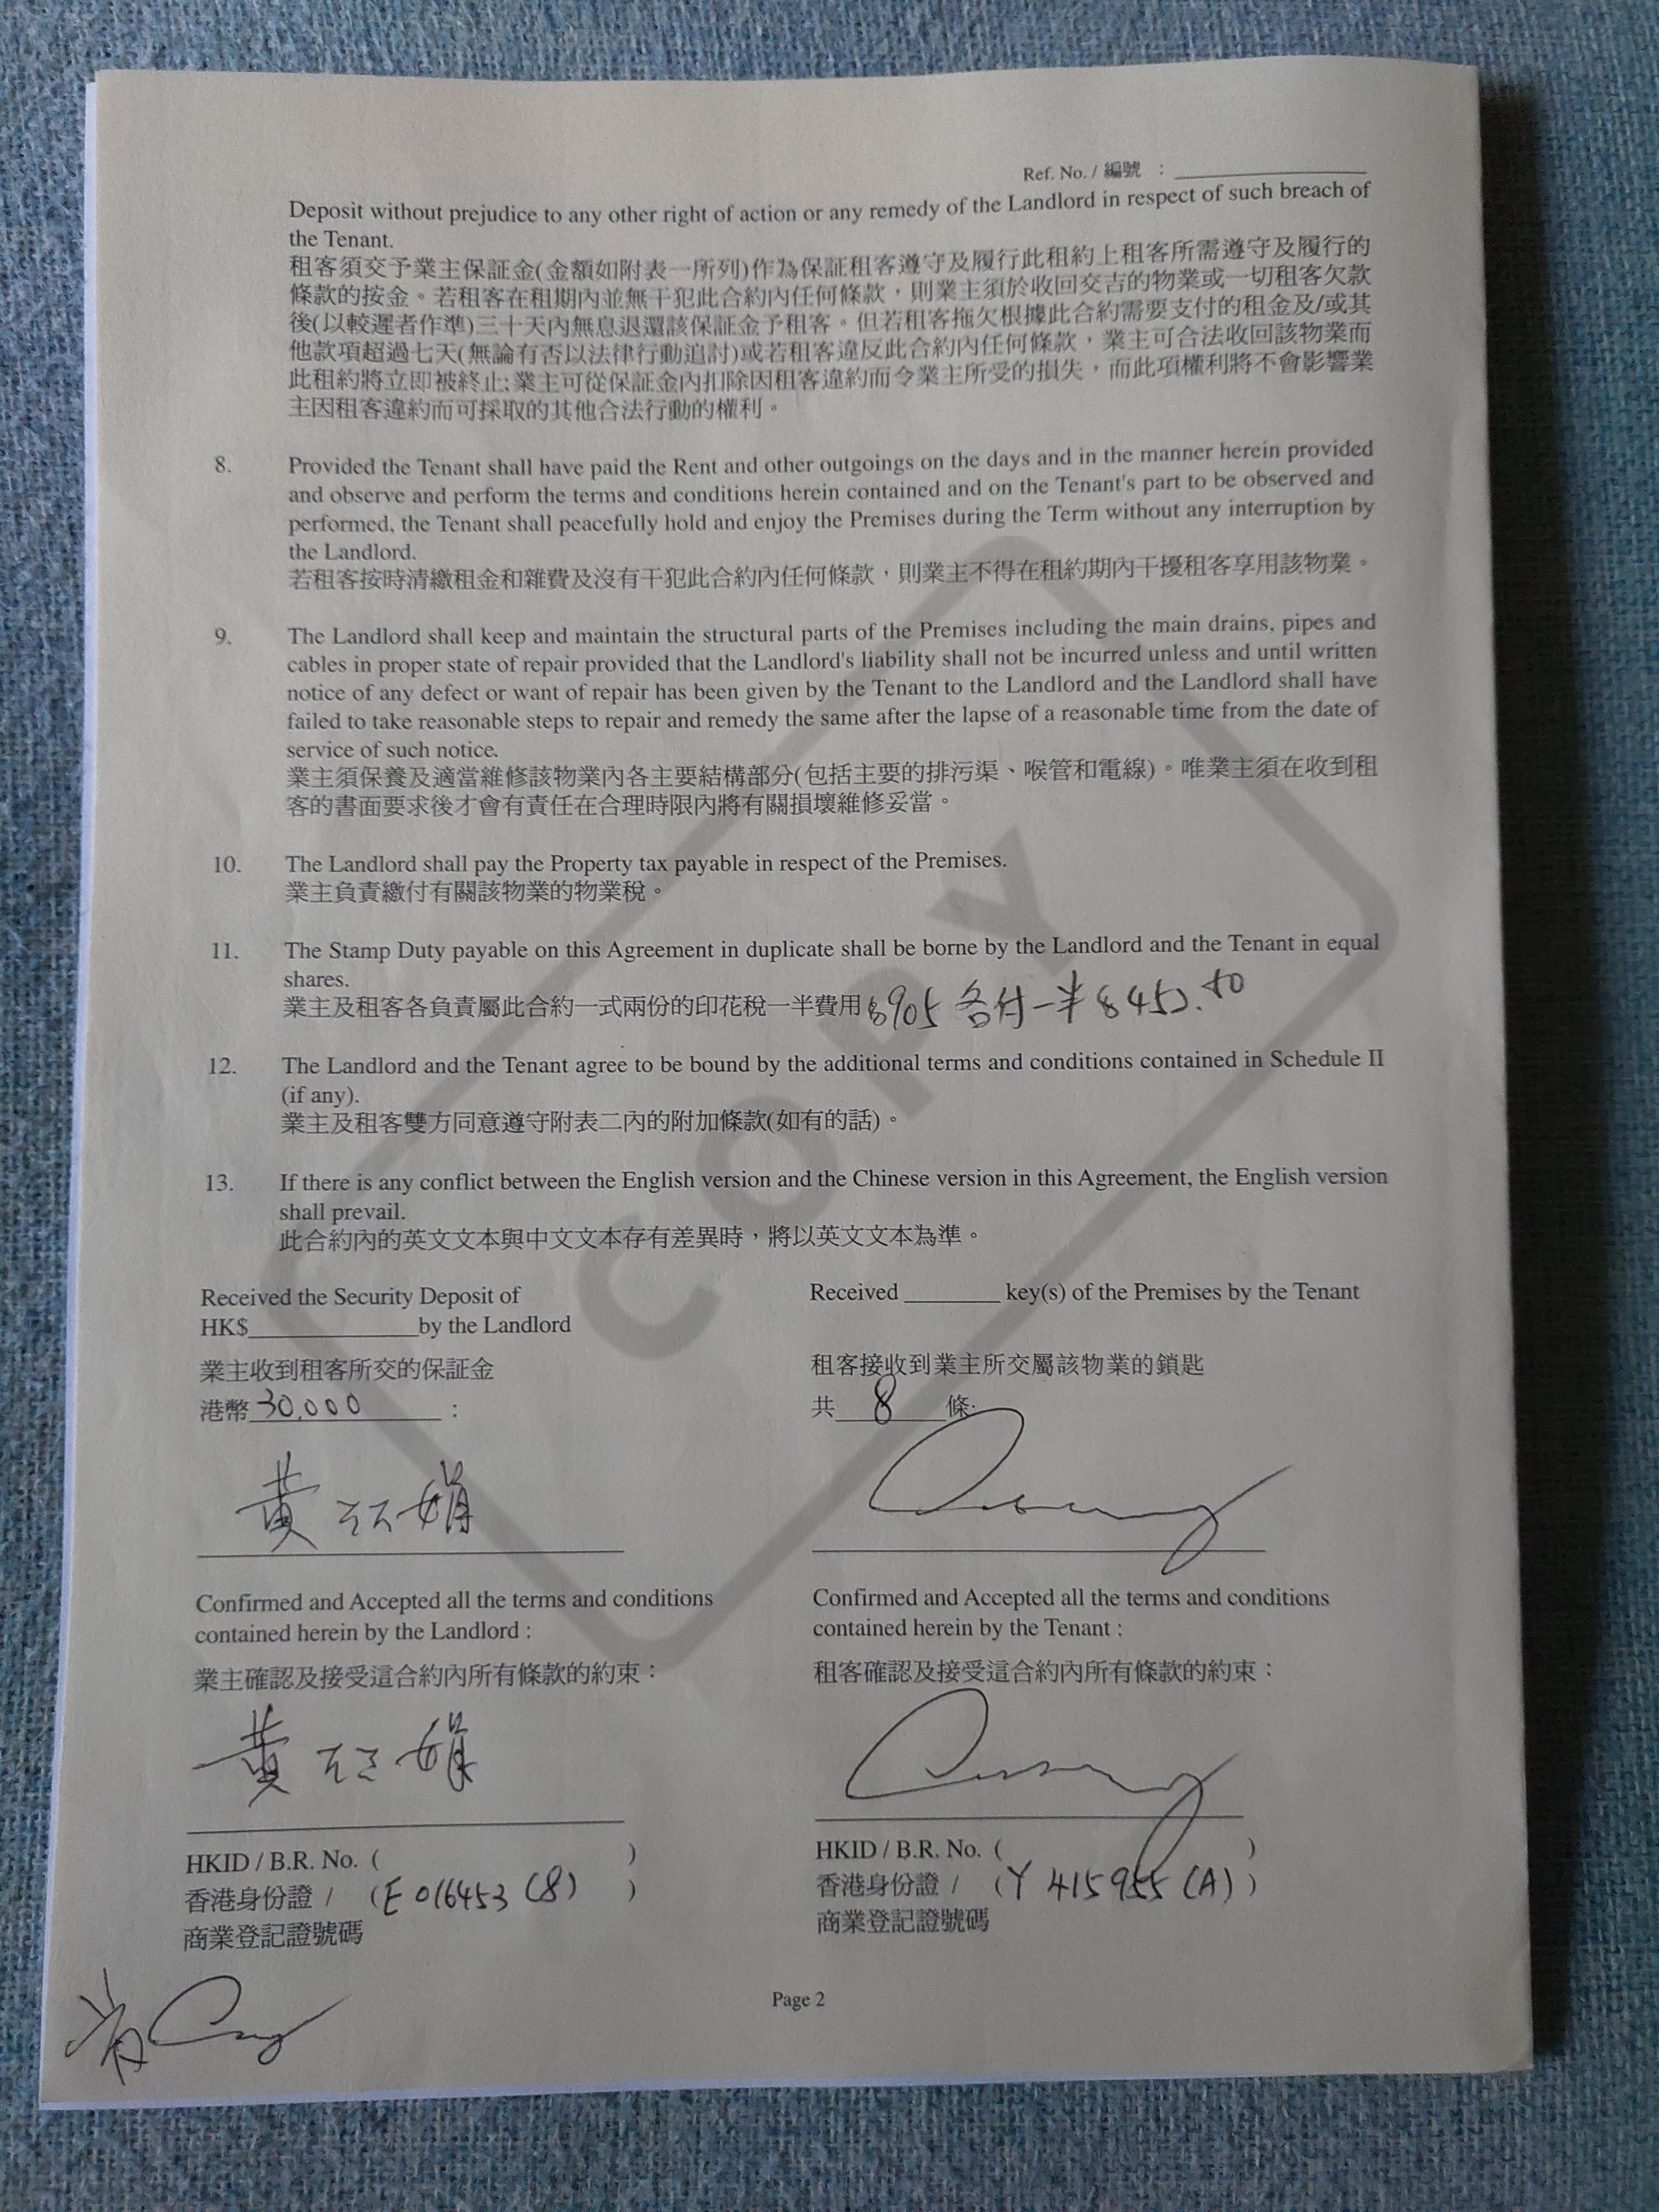 Ref. No. / 編號 :
Deposit without prejudice to any other right of action or any remedy of the Landlord in respect of such breach of
the Tenant.
租客須交予業主保証金(金額如附表一所列)作為保証租客遵守及履行此租約上租客所需遵守及履行的
條款的按金。若租客在租期內並無干犯此合約內任何條款，則業主須於收回交吉的物業或一切租客欠款
後(以較遲者作準)三十天內無息退還該保証金予租客。但若租客拖欠根據此合約需要支付的租金及/或其
他款項超過七天(無論有否以法律行動追討)或若租客違反此合約內任何條款，業主可合法收回該物業而
此租約將立即被終止;業主可從保証金內扣除因租客違約而令業主所受的損失，而此項權利將不會影響業
主因租客違約而可採取的其他合法行動的權利。
8. Provided the Tenant shall have paid the Rent and other outgoings on the days and in the manner herein provided
and observe and perform the terms and conditions herein contained and on the Tenant's part to be observed and
performed, the Tenant shall peacefully hold and enjoy the Premises during the Term without any interruption by
the Landlord.
若租客按時清繳租金和雜費及沒有干犯此合約內任何條款，則業主不得在租約期內干擾租客享用該物業。
9. The Landlord shall keep and maintain the structural parts of the Premises including the main drains, pipes and
cables in proper state of repair provided that the Landlord's liability shall not be incurred unless and until written
notice of any defect or want of repair has been given by the Tenant to the Landlord and the Landlord shall have
failed to take reasonable steps to repair and remedy the same after the lapse of a reasonable time from the date of
service of such notice.
業主須保養及適當維修該物業內各主要結構部分(包括主要的排污渠、喉管和電線)。唯業主須在收到租
客的書面要求後才會有責任在合理時限內將有關損壞維修妥當。
10. The Landlord shall pay the Property tax payable in respect of the Premises.
業主負責繳付有關該物業的物業稅。
11. The Stamp Duty payable on this Agreement in duplicate shall be borne by the Landlord and the Tenant in equal
shares.
業主及租客各負責屬此合約一式兩份的印花稅一半費用 $905 各付一半 $452.50
12. The Landlord and the Tenant agree to be bound by the additional terms and conditions contained in Schedule II
(if any).
業主及租客雙方同意遵守附表二內的附加條款(如有的話)。
13. If there is any conflict between the English version and the Chinese version in this Agreement, the English version
shall prevail.
此合約內的英文文本與中文文本存有差異時，將以英文文本為準。
COPY
Received the Security Deposit of
HK$ by the Landlord
業主收到租客所交的保証金
港幣 30,000 :
Received key(s) of the Premises by the Tenant
租客接收到業主所交屬該物業的鎖匙
共 8 條:
黃 娟
Confirmed and Accepted all the terms and conditions
contained herein by the Landlord :
業主確認及接受這合約內所有條款的約束：
黃 娟
HKID / B.R. No. ( )
香港身份證 / (E 016453 (8) )
商業登記證號碼
Confirmed and Accepted all the terms and conditions
contained herein by the Tenant :
租客確認及接受這合約內所有條款的約束：
HKID / B.R. No. ( )
香港身份證 / (Y 415955 (A) )
商業登記證號碼
Page 2